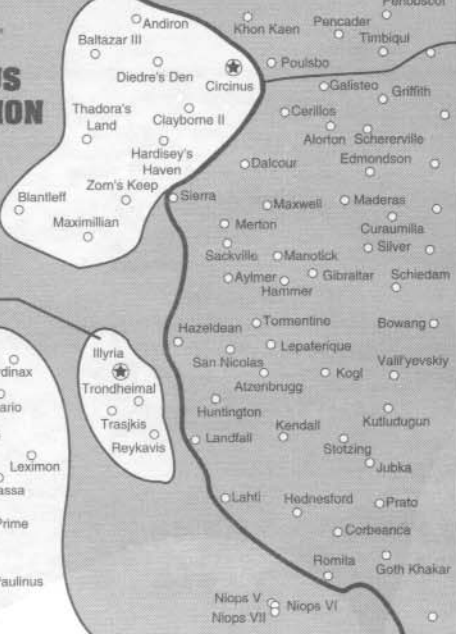 Penobscot
Andiron
Khon Kaen
Pencader
Baltazar III
Timbiqui
Diedre's Den
Poulsbo
Circinus
Galisteo
Griffith
Thadora's
Land
Clayborne II
Cerillos
Alorton
Schererville
Hardisey's
Haven
Dalcour
Edmondson
Zorn's Keep
Blantleff
Sierra
Maxwell
Maderas
Maximillian
Merton
Curaumilla
Sackville
Manotick
Silver
Aylmer
Hammer
Gibraltar
Schiedam
Hazeldean
Tormentine
Bowang
Illyria
San Nicolas
Lepaterique
Trondheimal
Atzenbrugg
Kogl
Valil'yevskiy
Trasjkis
Huntington
Kutludugun
Reykavis
Landfall
Kendall
Stotzing
Leximon
Jubka
Lahti
Hednesford
Prato
Corbeanca
Romita
Goth Khakar
Niops V
Niops VI
Niops VII